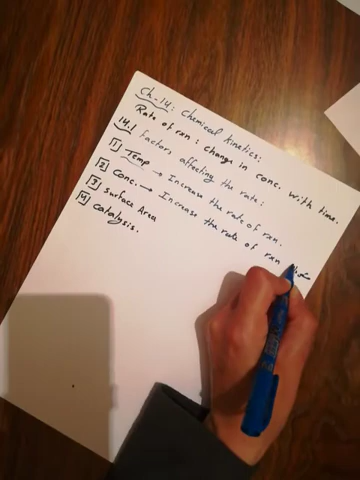 Ch. 14: Chemical Kinetics:
Rate of rxn: change in conc. with time.
14.1 Factors affecting the rate:
1 Temp → Increase the rate of rxn.
2 Conc. → Increase the rate of rxn
3 Surface Area
4 Catalysis.